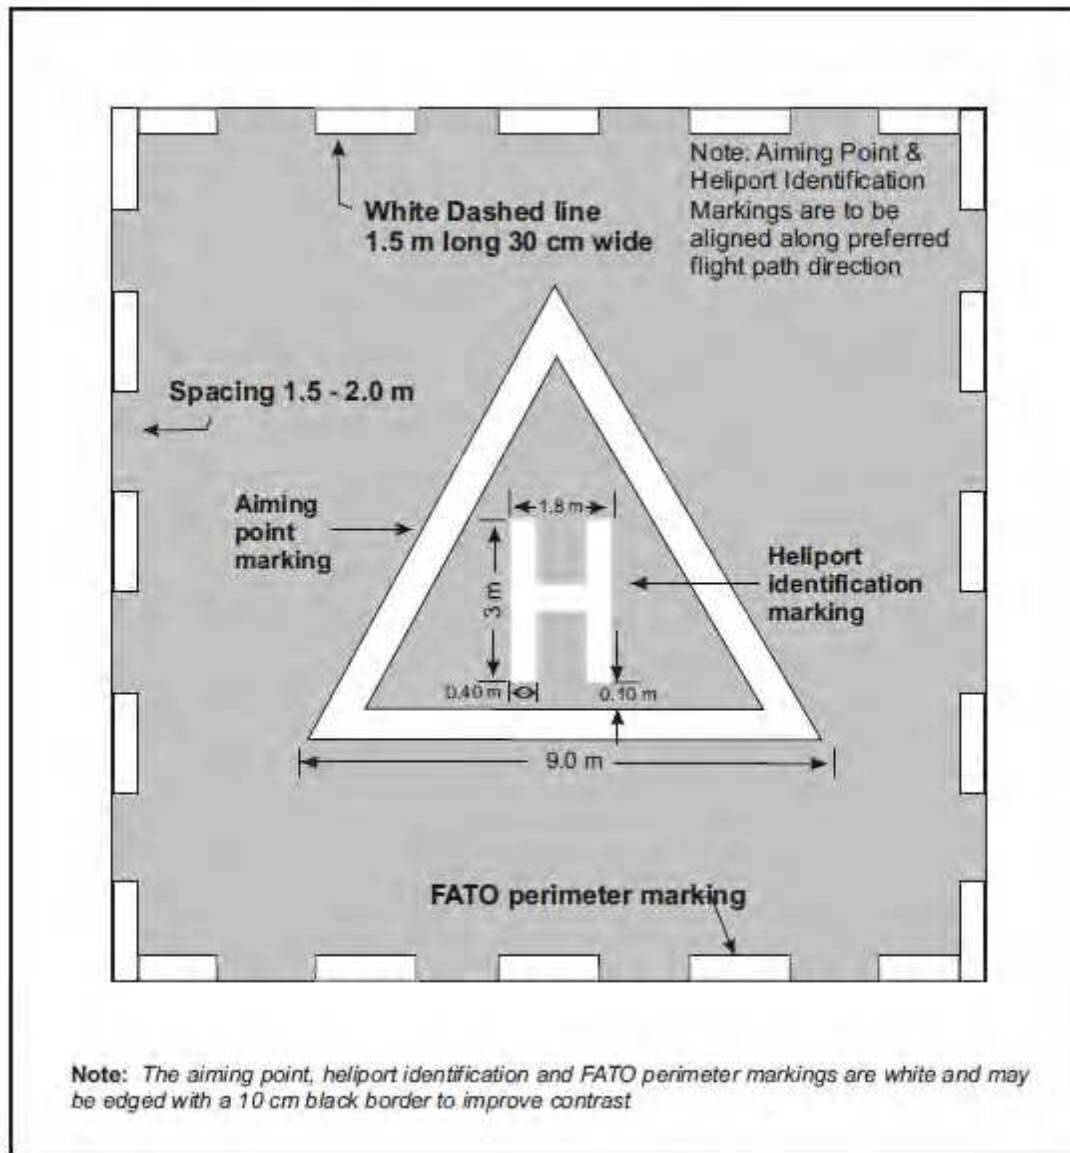 Note: Aiming Point &
Heliport Identification
Markings are to be
aligned along preferred
flight path direction
White Dashed line
1.5 m long 30 cm wide
Spacing 1.5 - 2.0 m
Aiming
point
marking
1.8 m
3 m
H
Heliport
identification
marking
0.40 m
0.10 m
9.0 m
FATO perimeter marking
Note: The aiming point, heliport identification and FATO perimeter markings are white and may
be edged with a 10 cm black border to improve contrast